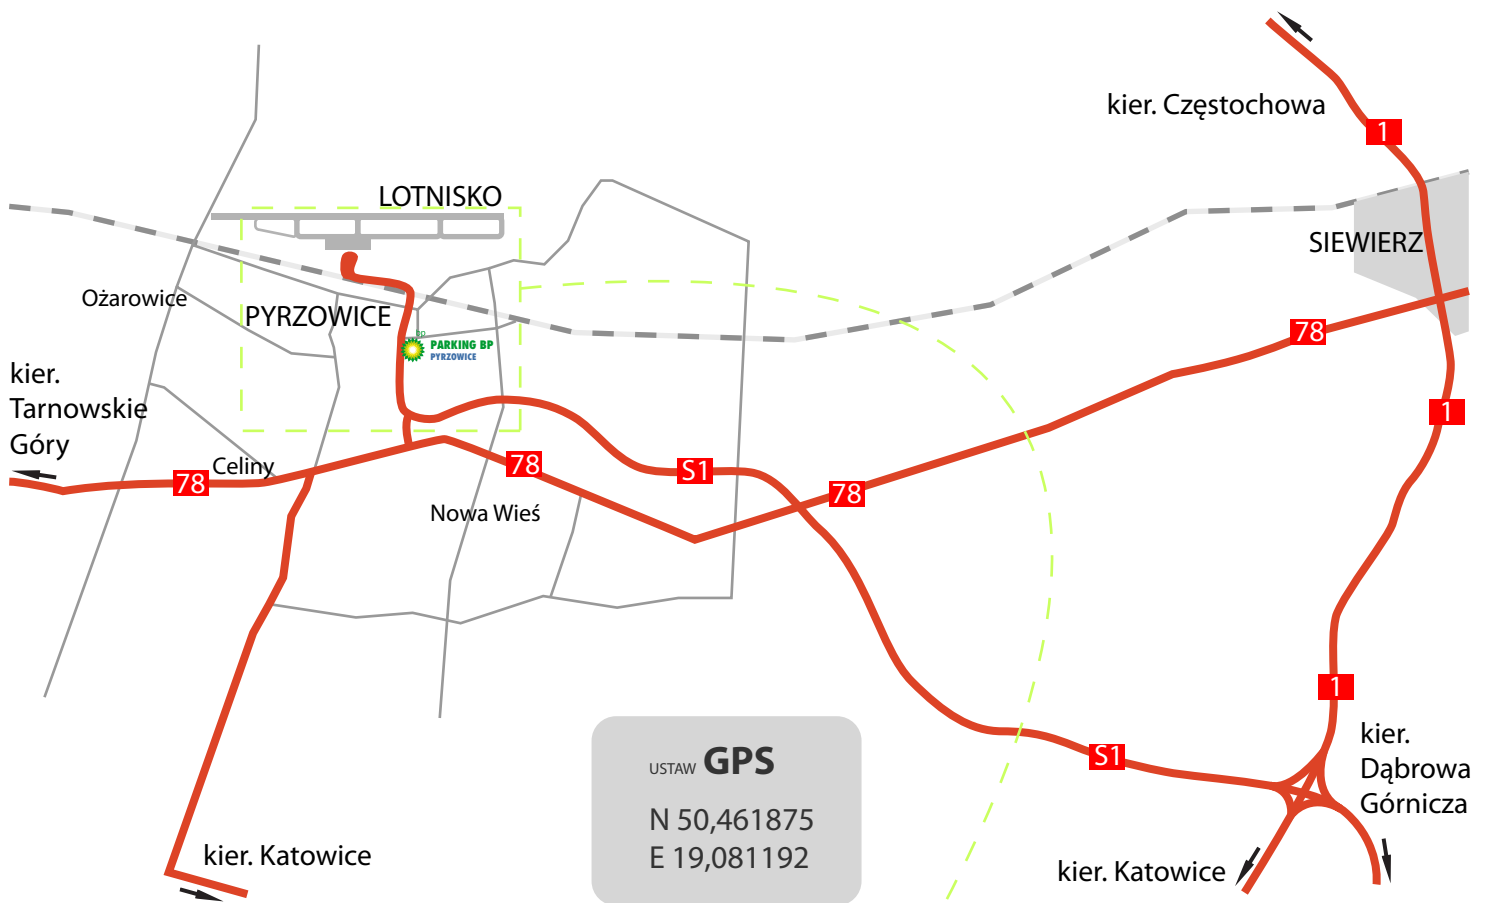 kier. Częstochowa
1
LOTNISKO
SIEWIERZ
Ożarowice
PYRZOWICE
bp
PARKING BP
PYRZOWICE
78
kier.
Tarnowskie
Góry
1
Celiny
78
78
S1
78
Nowa Wieś
1
kier.
Dąbrowa
Górnicza
USTAW GPS
N 50,461875
E 19,081192
S1
kier. Katowice
kier. Katowice